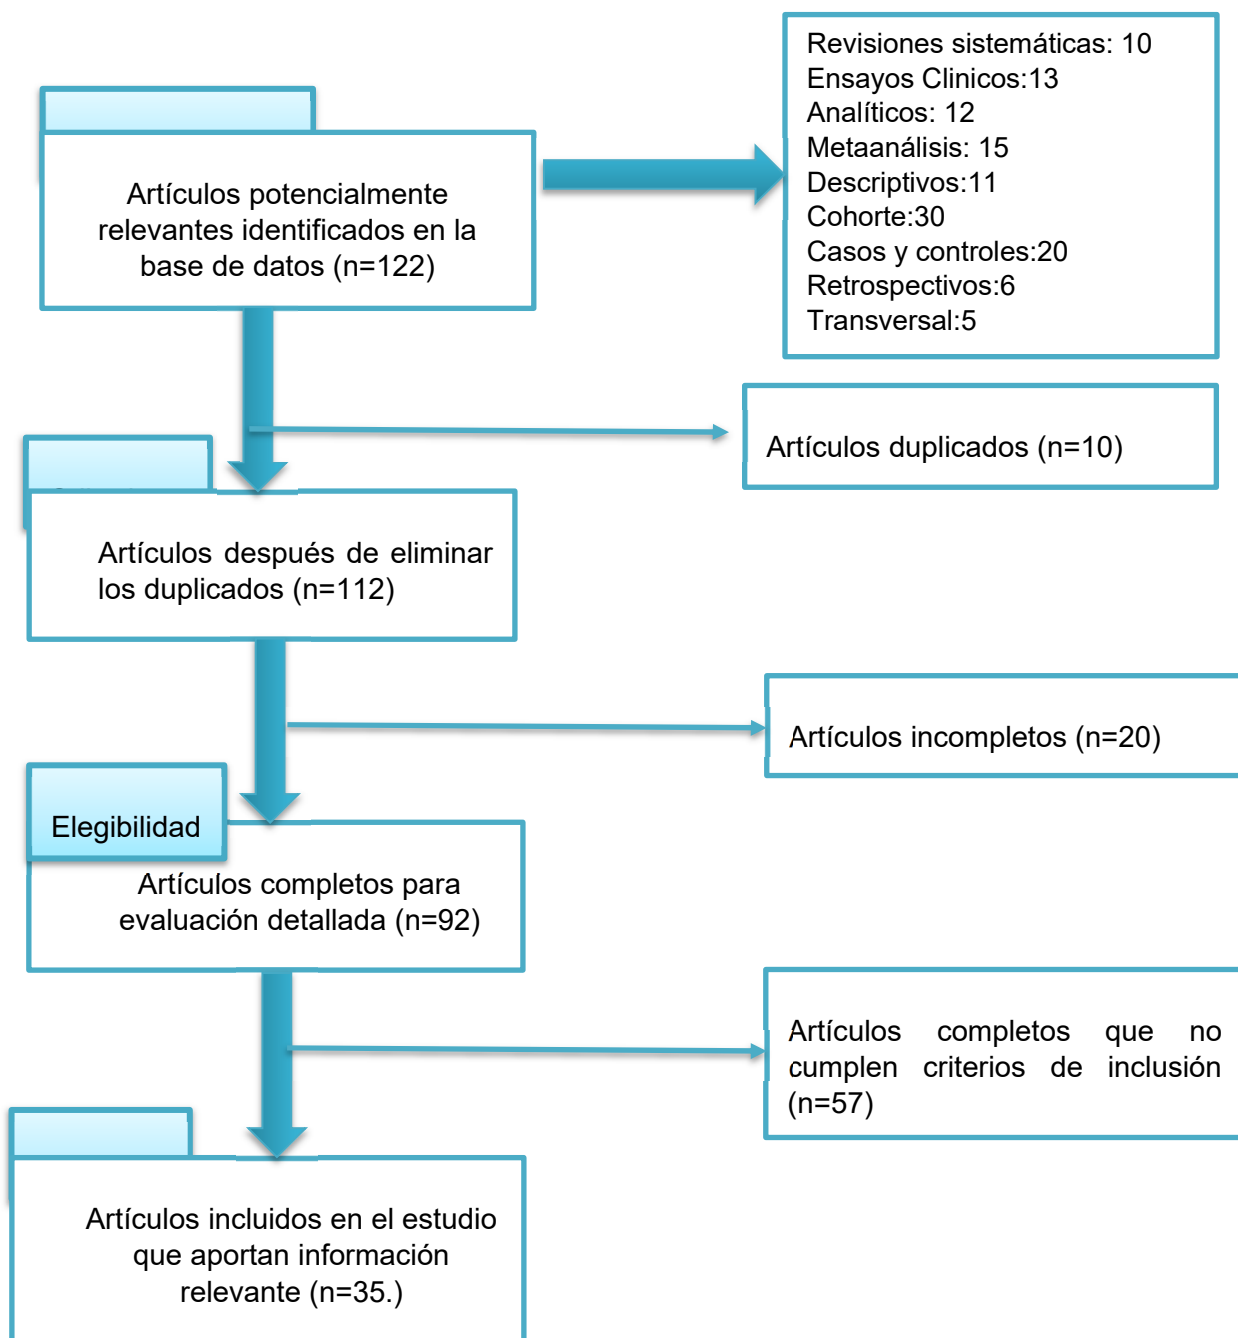 Revisiones sistemáticas: 10
Ensayos Clinicos:13
Analíticos: 12
Metaanálisis: 15
Descriptivos:11
Cohorte:30
Casos y controles:20
Retrospectivos:6
Transversal:5
Artículos potencialmente
relevantes identificados en la
base de datos (n=122)
Artículos duplicados (n=10)
Artículos después de eliminar
los duplicados (n=112)
Artículos incompletos (n=20)
Elegibilidad
Artículos completos para
evaluación detallada (n=92)
Artículos completos que no
cumplen criterios de inclusión
(n=57)
Artículos incluidos en el estudio
que aportan información
relevante (n=35.)